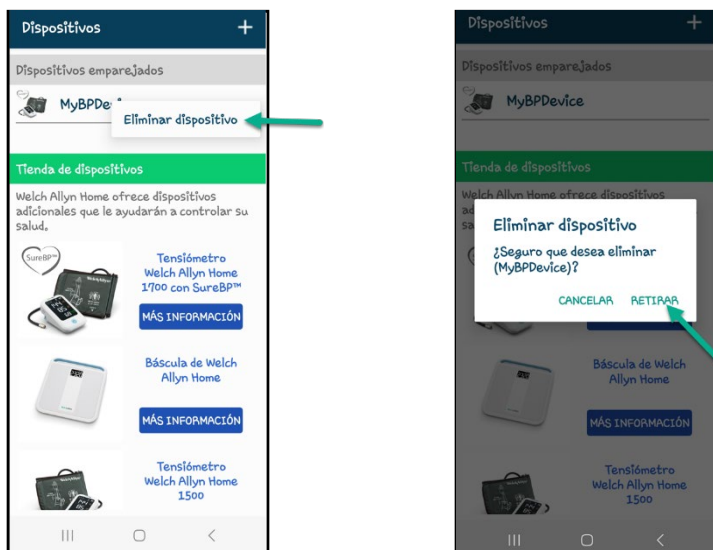 Dispositivos +
Dispositivos emparejados
MyBPDe
Eliminar dispositivo
Tienda de dispositivos
Welch Allyn Home ofrece dispositivos
adicionales que le ayudarán a controlar su
salud.
SureBP™
Tensiómetro
Welch Allyn Home
1700 con SureBP™
MÁS INFORMACIÓN
Báscula de Welch
Allyn Home
MÁS INFORMACIÓN
Tensiómetro
Welch Allyn Home
1500
Dispositivos +
Dispositivos emparejados
MyBPDevice
Tienda de dispositivos
Welch Allyn Home ofrece dispositivos
Eliminar dispositivo
¿Seguro que desea eliminar
(MyBPDevice)?
CANCELAR RETIRAR
Báscula de Welch
Allyn Home
MÁS INFORMACIÓN
Tensiómetro
Welch Allyn Home
1500